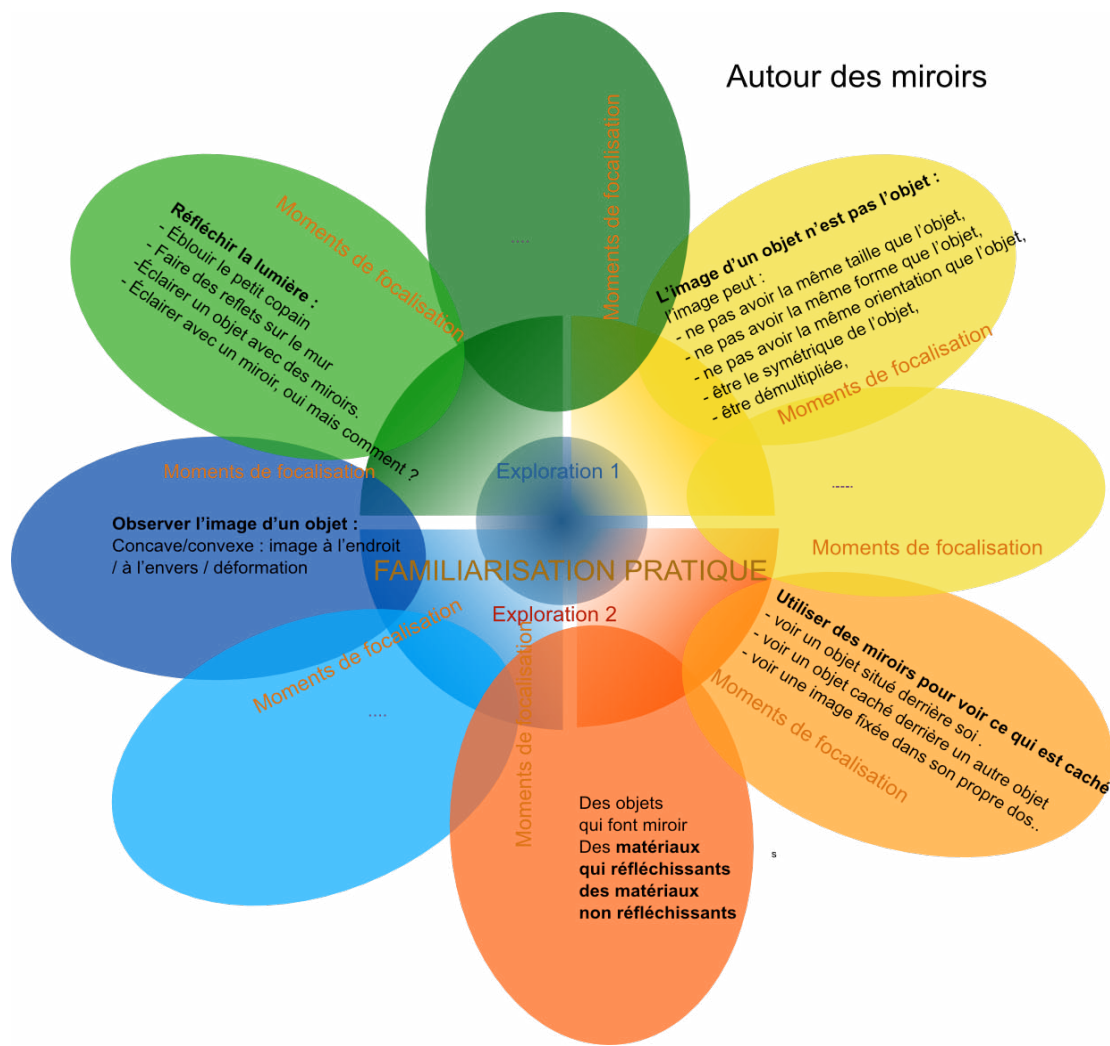 Autour des miroirs
Moments de focalisation
....
L'image d'un objet n'est pas l'objet :
l'image peut :
- ne pas avoir la même taille que l'objet,
- ne pas avoir la même forme que l'objet,
- ne pas avoir la même orientation que l'objet,
- être le symétrique de l'objet,
- être démultipliée,
Moments de focalisation
-----
Moments de focalisation
Utiliser des miroirs pour voir ce qui est caché
- voir un objet situé derrière soi .
- voir un objet caché derrière un autre objet
- voir une image fixée dans son propre dos..
Moments de focalisation
Des objets
qui font miroir
Des matériaux
qui réfléchissants
des matériaux
non réfléchissants
s
Moments de focalisation
Moments de focalisation
....
Moments de focalisation
Observer l'image d'un objet :
Concave/convexe : image à l'endroit
/ à l'envers / déformation
Moments de focalisation
Réfléchir la lumière :
- Éblouir le petit copain
- Faire des reflets sur le mur
-Éclairer un objet avec des miroirs.
- Éclairer avec un miroir, oui mais comment ?
Exploration 1
FAMILIARISATION PRATIQUE
Exploration 2